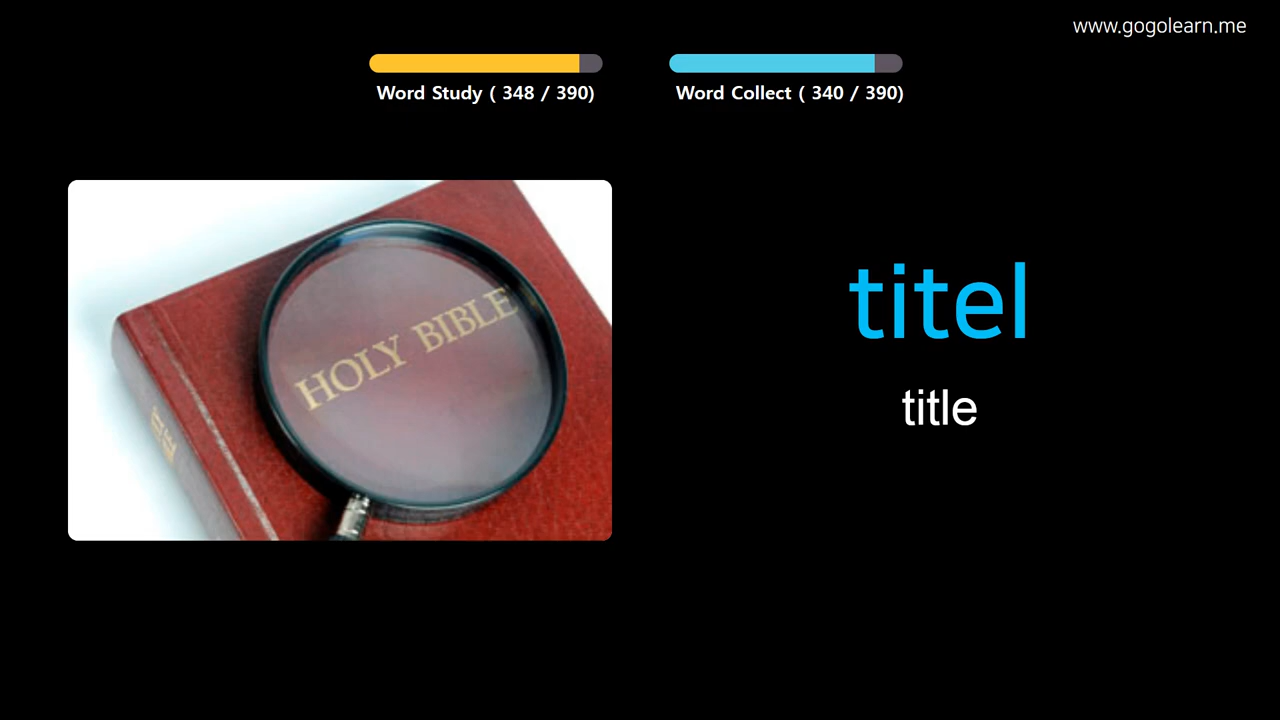 www.gogolearn.me
Word Study ( 348 / 390)
Word Collect ( 340 / 390)
HOLY BIBLE
titel
title